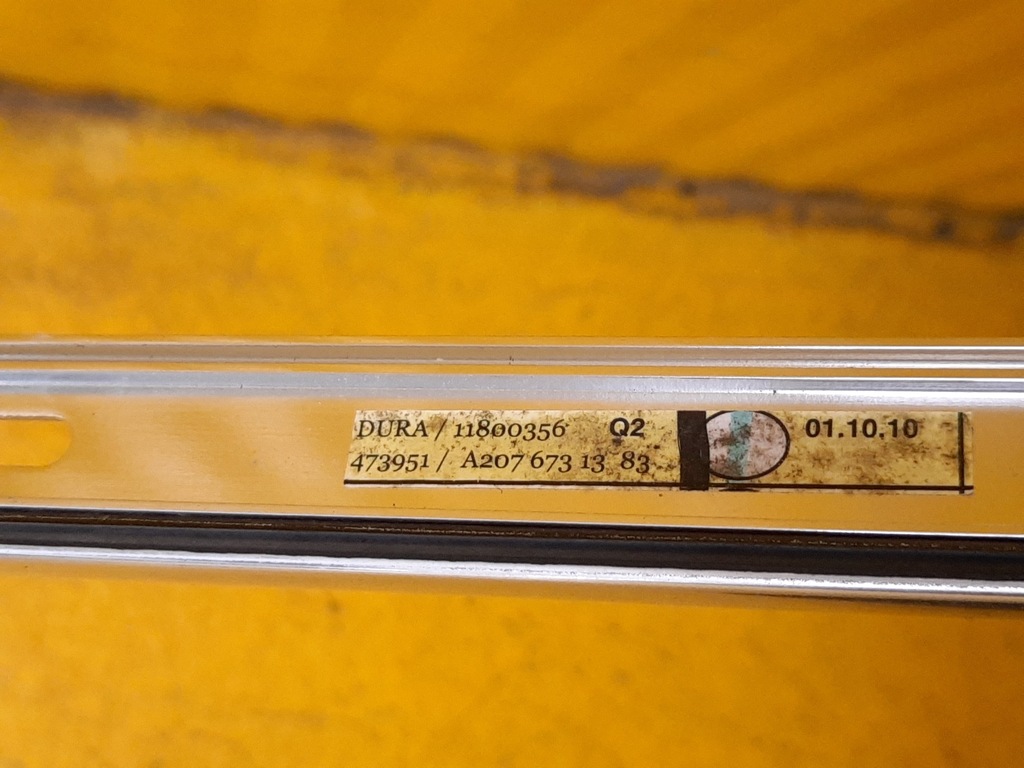 DURA / 11800356 Q2 01.10.10
473951 / A207 673 13 83